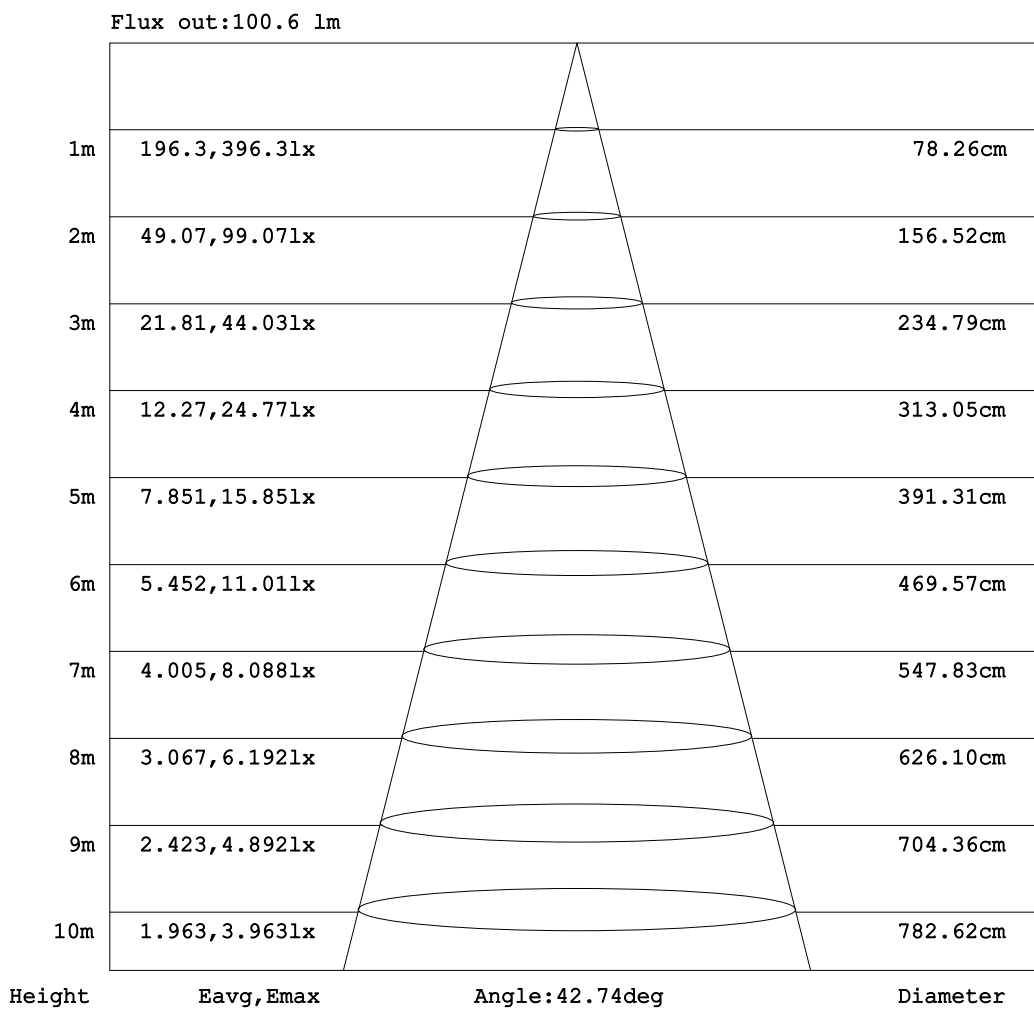 Flux out:100.6 lm
1m 196.3,396.3lx 78.26cm
2m 49.07,99.07lx 156.52cm
3m 21.81,44.03lx 234.79cm
4m 12.27,24.77lx 313.05cm
5m 7.851,15.85lx 391.31cm
6m 5.452,11.01lx 469.57cm
7m 4.005,8.088lx 547.83cm
8m 3.067,6.192lx 626.10cm
9m 2.423,4.892lx 704.36cm
10m 1.963,3.963lx 782.62cm
Height Eavg,Emax Angle:42.74deg Diameter